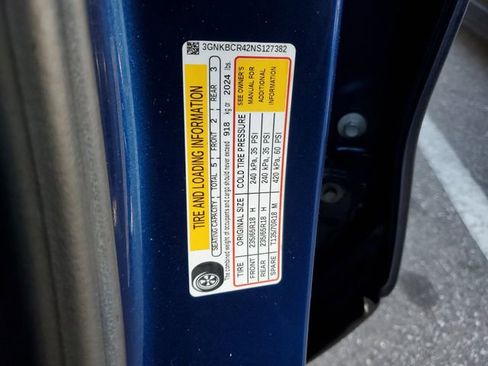 3GNKBCR42NS127382
TIRE AND LOADING INFORMATION
SEATING CAPACITY TOTAL 5 FRONT 2 REAR 3
The combined weight of occupants and cargo should never exceed 918 kg or 2024 lbs.
TIRE ORIGINAL SIZE COLD TIRE PRESSURE
FRONT 235/65R18 H 240 kPa, 35 PSI
REAR 235/65R18 H 240 kPa, 35 PSI
SPARE T135/70R18 M 420 kPa, 60 PSI
SEE OWNER'S
MANUAL FOR
ADDITIONAL
INFORMATION